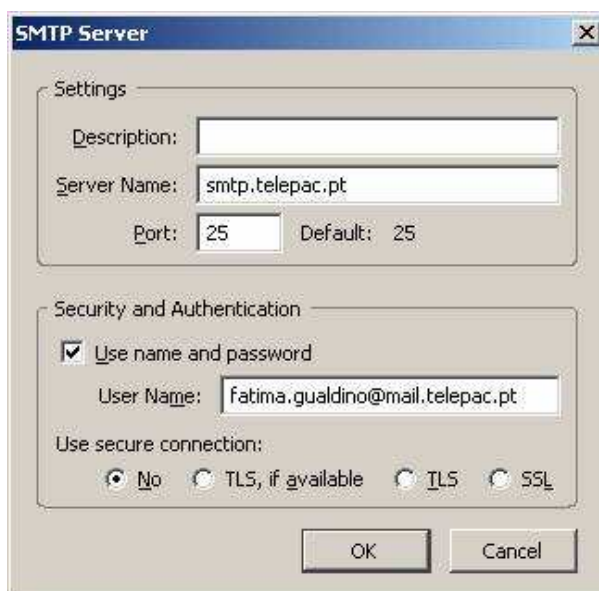 SMTP Server
Settings
Description:
Server Name: smtp.telepac.pt
Port: 25 Default: 25
Security and Authentication
Use name and password
User Name: fatima.gualdino@mail.telepac.pt
Use secure connection:
No TLS, if available TLS SSL
OK Cancel